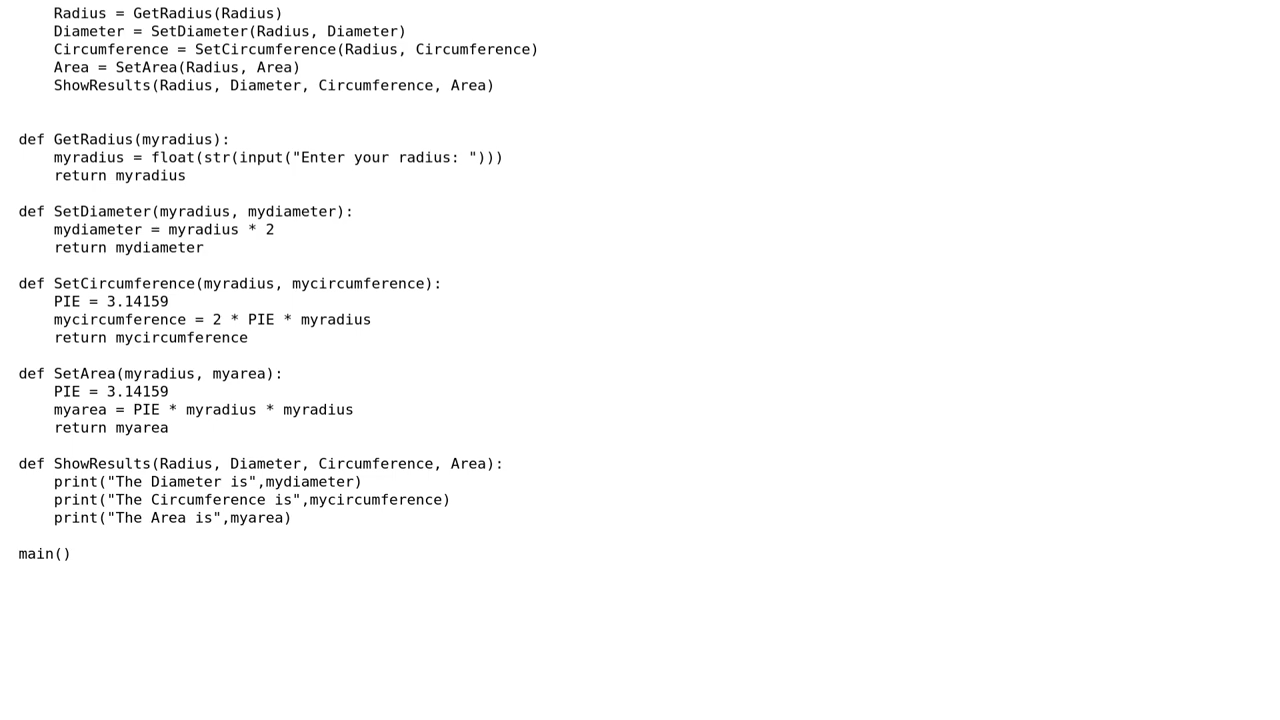 Radius = GetRadius(Radius)
    Diameter = SetDiameter(Radius, Diameter)
    Circumference = SetCircumference(Radius, Circumference)
    Area = SetArea(Radius, Area)
    ShowResults(Radius, Diameter, Circumference, Area)


def GetRadius(myradius):
    myradius = float(str(input("Enter your radius: ")))
    return myradius

def SetDiameter(myradius, mydiameter):
    mydiameter = myradius * 2
    return mydiameter

def SetCircumference(myradius, mycircumference):
    PIE = 3.14159
    mycircumference = 2 * PIE * myradius
    return mycircumference

def SetArea(myradius, myarea):
    PIE = 3.14159
    myarea = PIE * myradius * myradius
    return myarea

def ShowResults(Radius, Diameter, Circumference, Area):
    print("The Diameter is",mydiameter)
    print("The Circumference is",mycircumference)
    print("The Area is",myarea)

main()